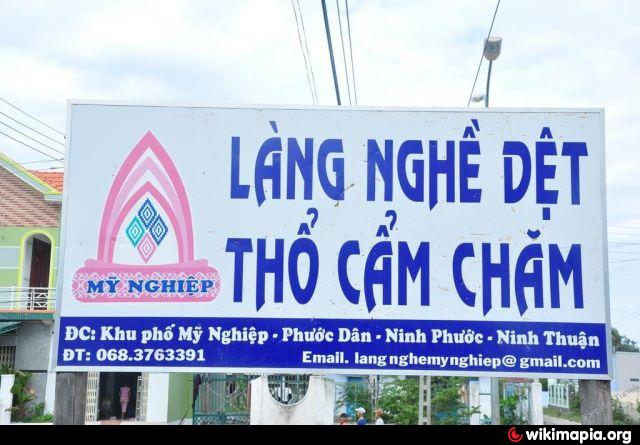 LÀNG NGHỀ DỆT
THỔ CẨM CHĂM
MỸ NGHIỆP
ĐC: Khu phố Mỹ Nghiệp - Phước Dân - Ninh Phước - Ninh Thuận
ĐT: 068.3763391 Email. langnghemynghiep@gmail.com
wikimapia.org